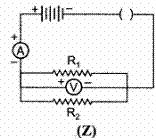 + − ( )
+
A
−
R₁
+ V −
R₂
(Z)